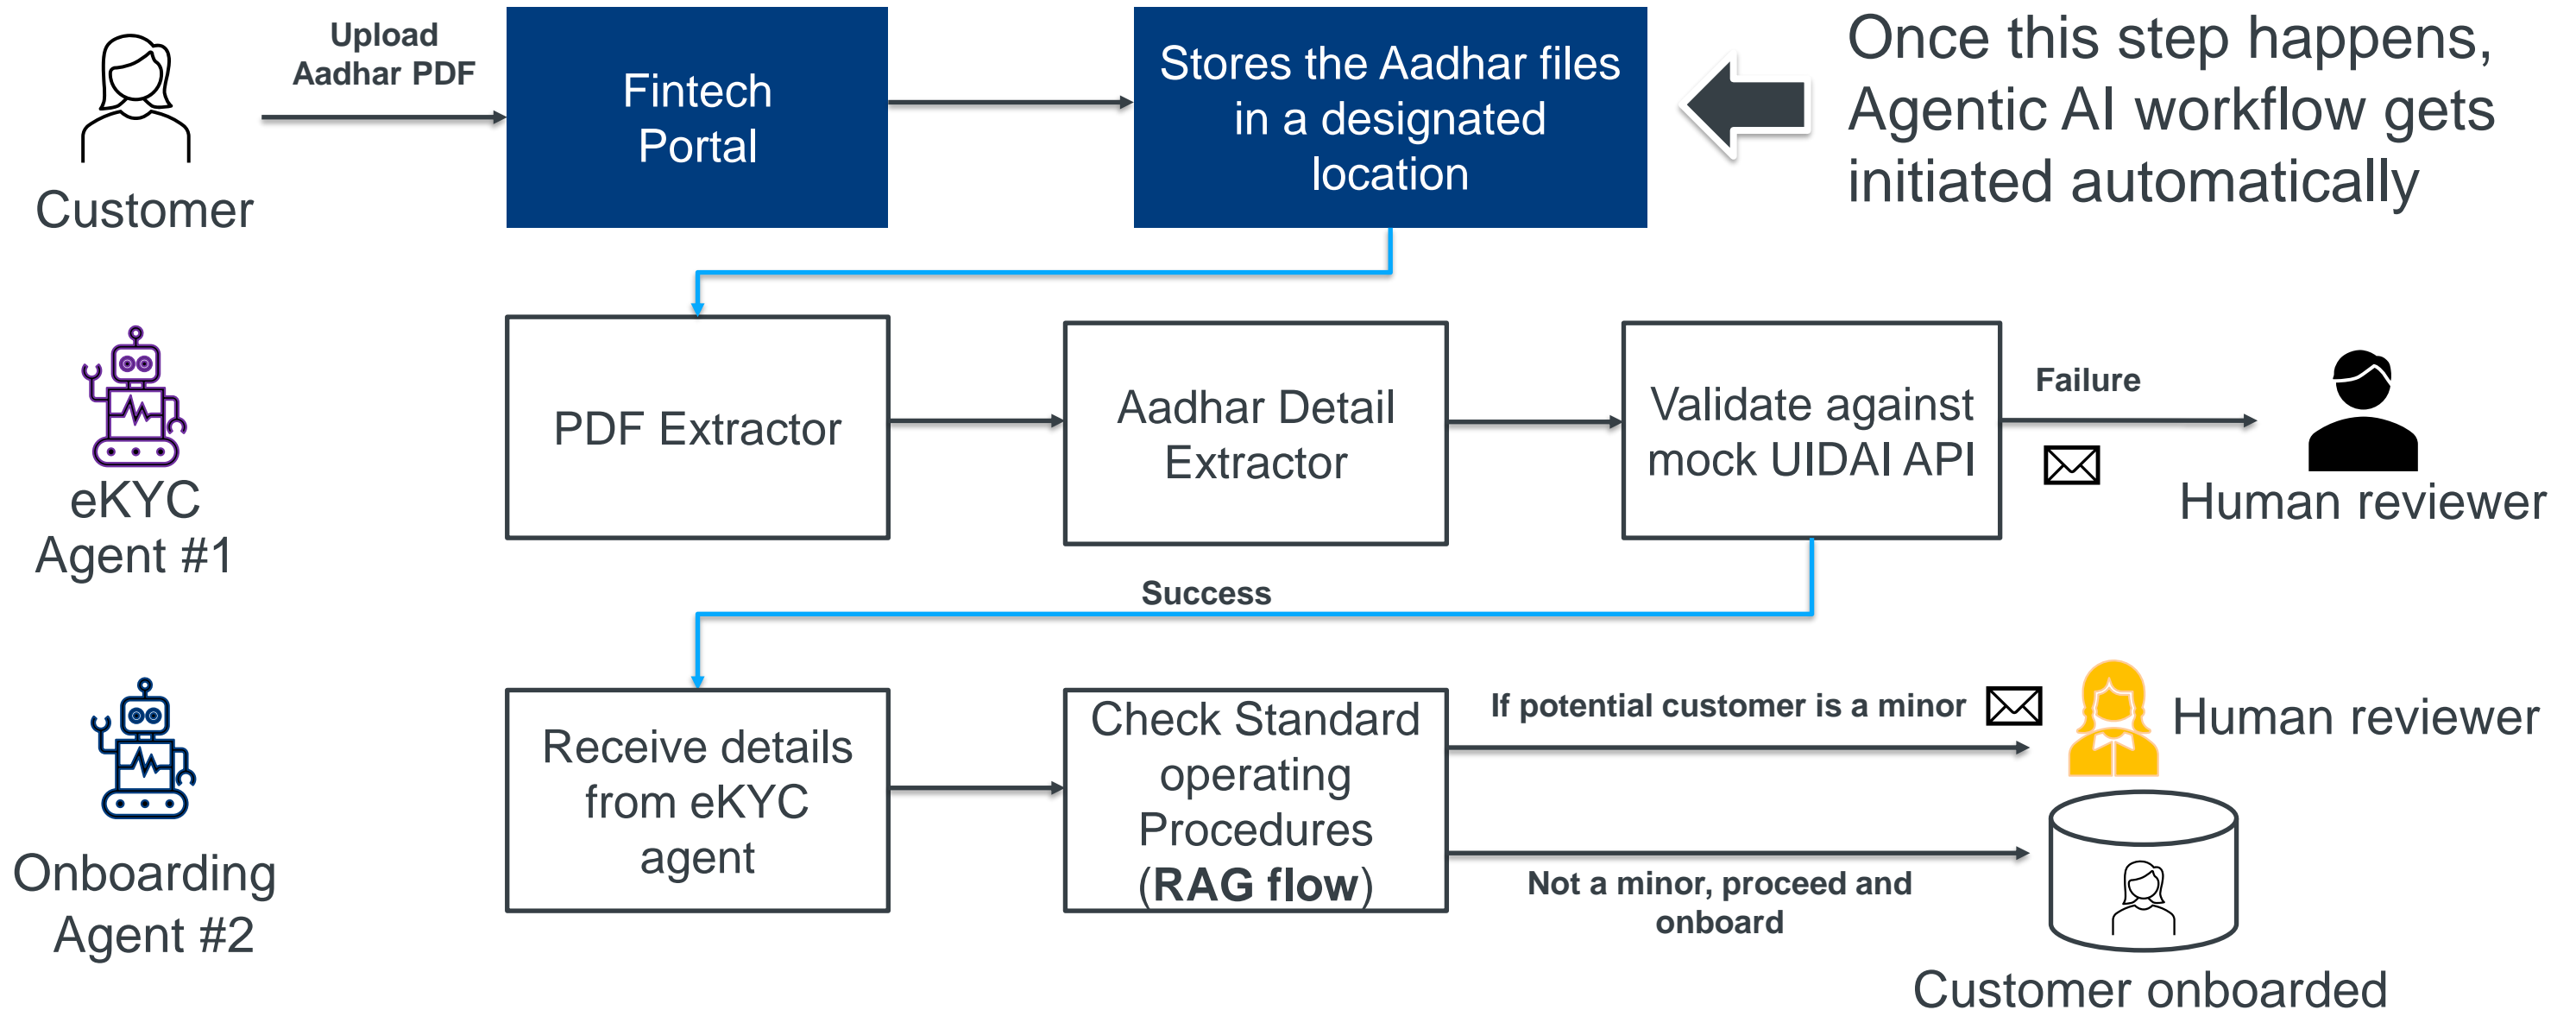 Upload
Aadhar PDF
Customer
Fintech
Portal
Stores the Aadhar files
in a designated
location
Once this step happens,
Agentic AI workflow gets
initiated automatically
eKYC
Agent #1
PDF Extractor
Aadhar Detail
Extractor
Validate against
mock UIDAI API
Failure
Human reviewer
Success
Onboarding
Agent #2
Receive details
from eKYC
agent
Check Standard
operating
Procedures
(RAG flow)
If potential customer is a minor
Human reviewer
Not a minor, proceed and
onboard
Customer onboarded